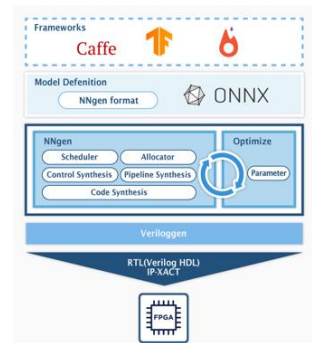 Frameworks
Caffe
Model Defenition
NNgen format
ONNX
NNgen
Scheduler
Allocator
Control Synthesis
Pipeline Synthesis
Code Synthesis
Optimize
Parameter
Veriloggen
RTL(Verilog HDL)
IP-XACT
FPGA